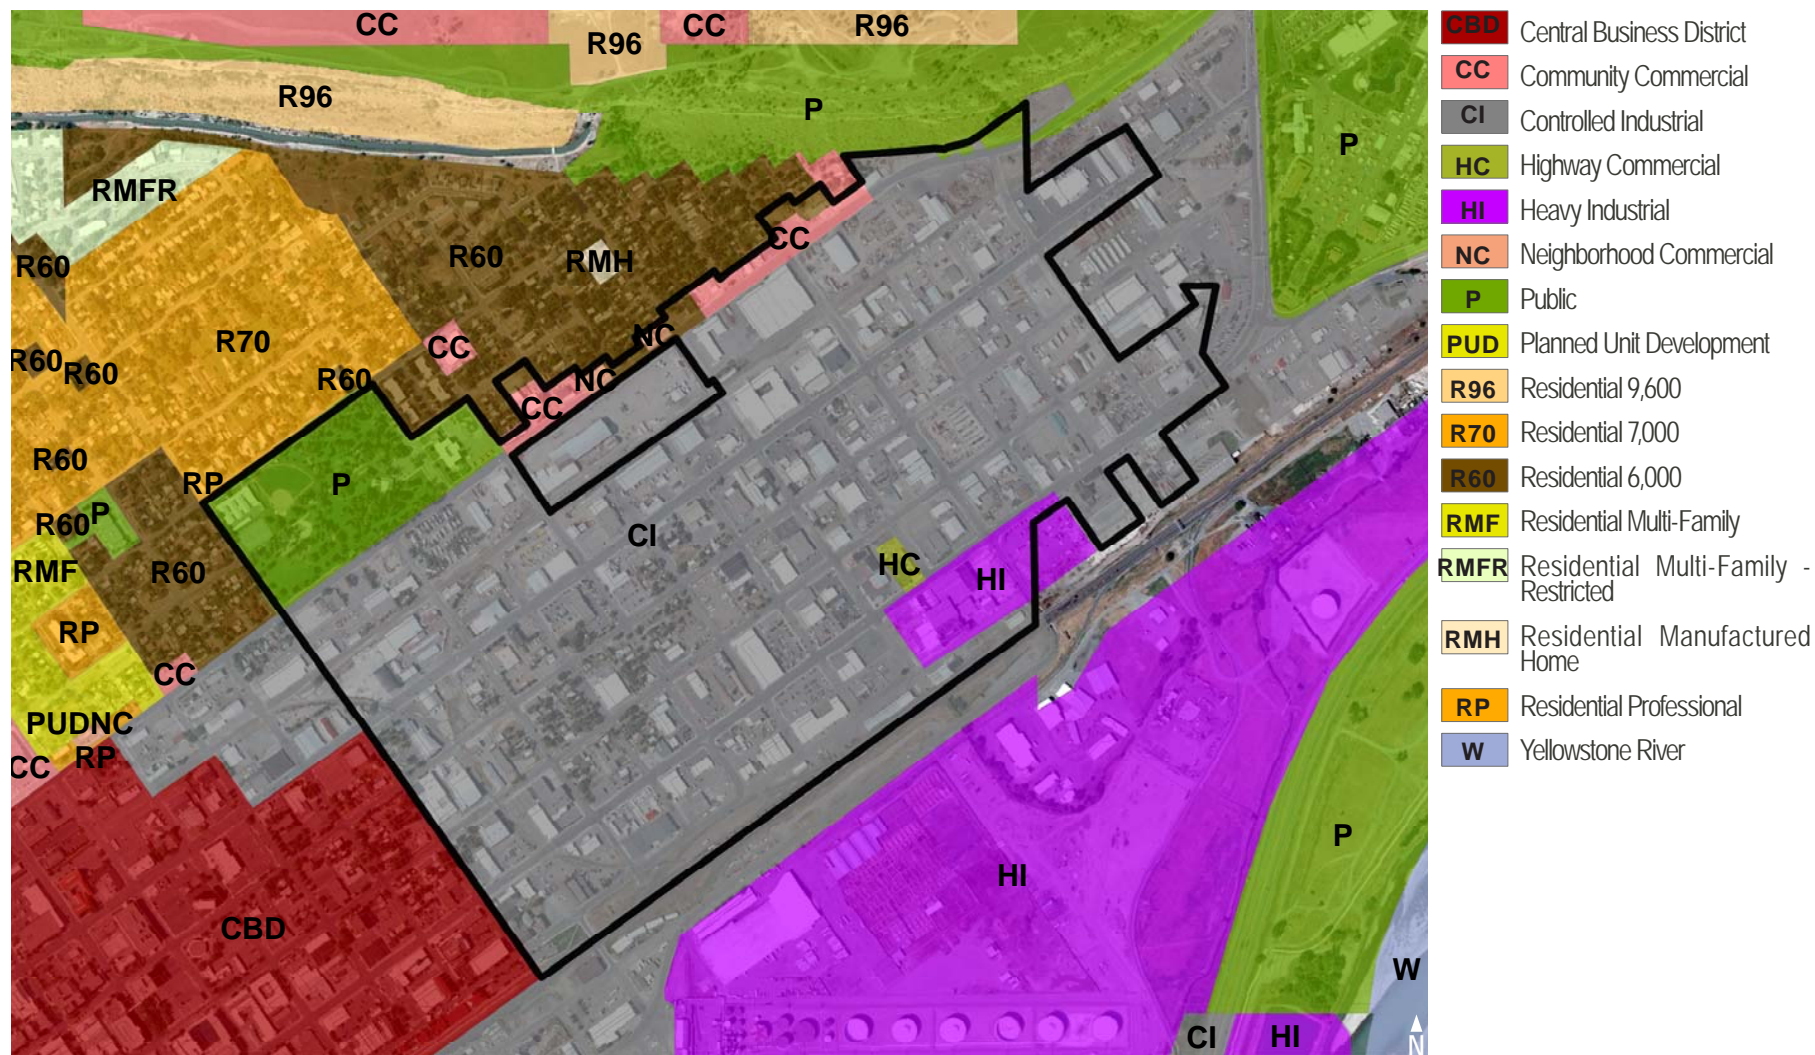 CC
CC
R96
R96
R96
P
P
RMFR
R60
R60
RMH
CC
R70
CC
NC
R60
R60
R60
NC
CC
R60
RP
P
P
R60
CI
RMF
R60
HC
HI
RP
CC
PUDNC
RP
CC
P
HI
CBD
W
CI
HI
N
CBD Central Business District
CC Community Commercial
CI Controlled Industrial
HC Highway Commercial
HI Heavy Industrial
NC Neighborhood Commercial
P Public
PUD Planned Unit Development
R96 Residential 9,600
R70 Residential 7,000
R60 Residential 6,000
RMF Residential Multi-Family
RMFR Residential Multi-Family -
Restricted
RMH Residential Manufactured
Home
RP Residential Professional
W Yellowstone River